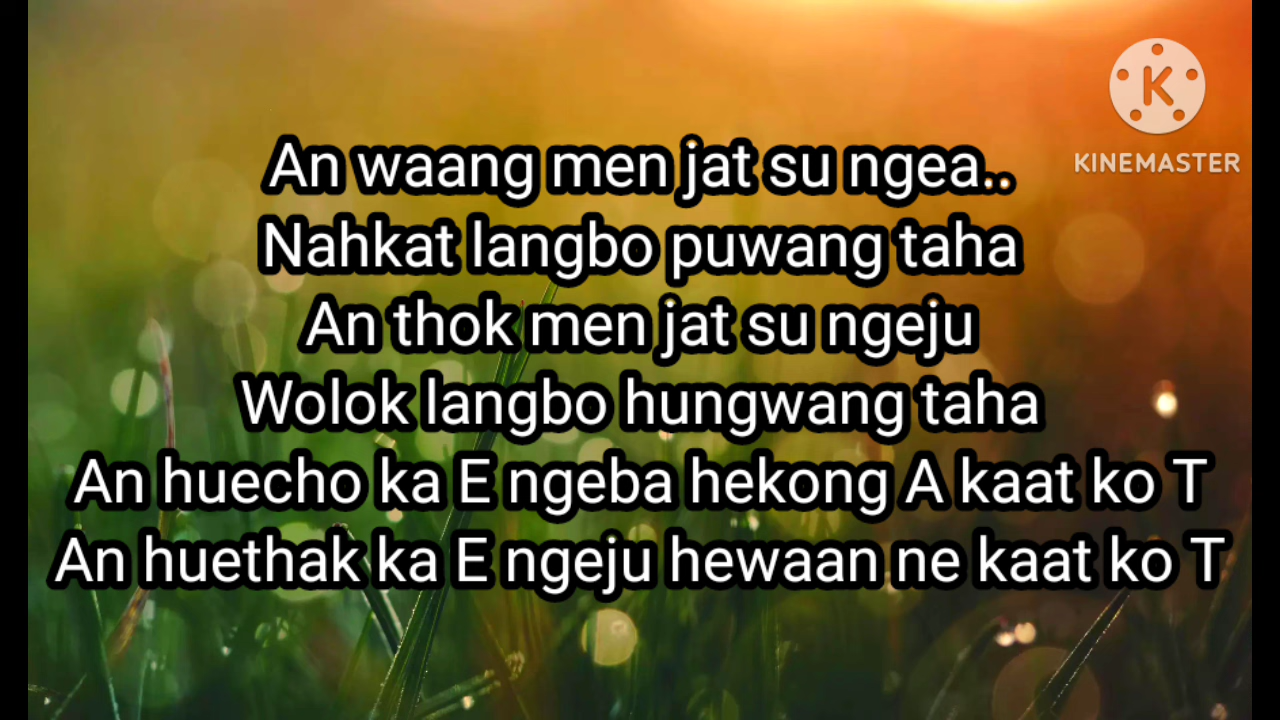 K
KINEMASTER
An waang men jat su ngea..
Nahkat langbo puwang taha
An thok men jat su ngeju
Wolok langbo hungwang taha
An huecho ka E ngeba hekong A kaat ko T
An huethak ka E ngeju hewaan ne kaat ko T